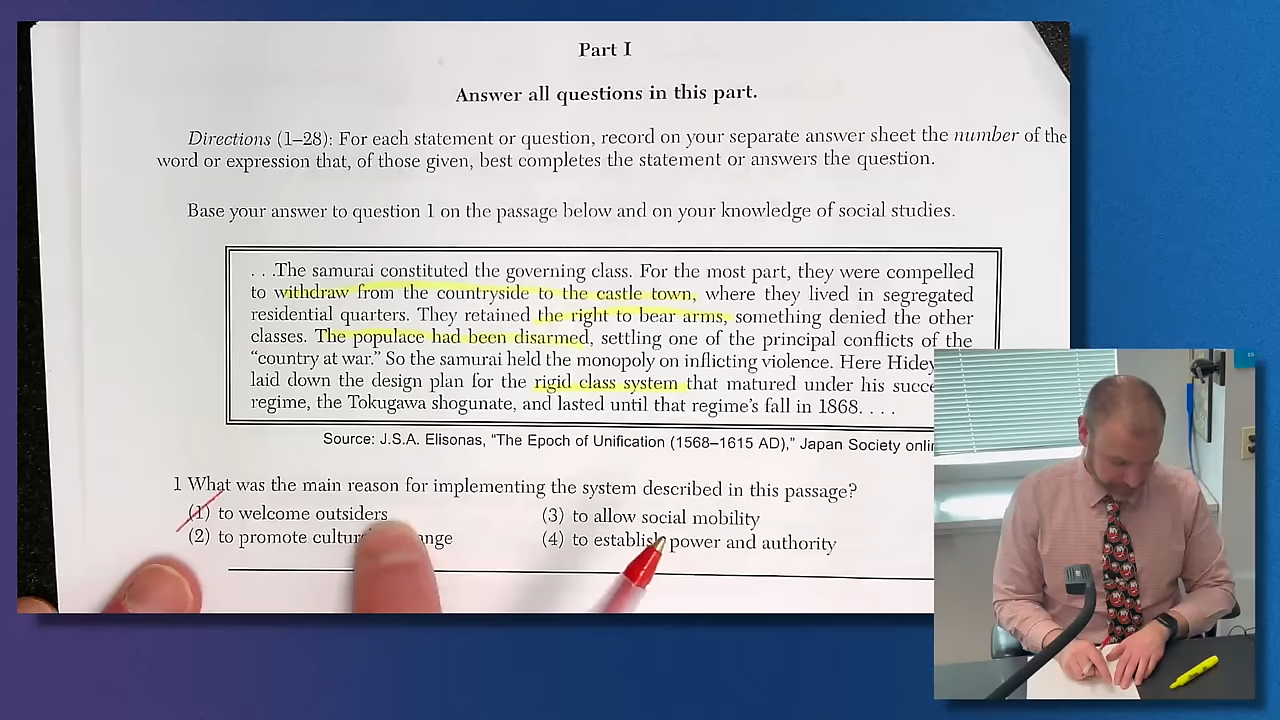 Part I
Answer all questions in this part.
Directions (1–28): For each statement or question, record on your separate answer sheet the number of the
word or expression that, of those given, best completes the statement or answers the question.
Base your answer to question 1 on the passage below and on your knowledge of social studies.
. . .The samurai constituted the governing class. For the most part, they were compelled
to withdraw from the countryside to the castle town, where they lived in segregated
residential quarters. They retained the right to bear arms, something denied the other
classes. The populace had been disarmed, settling one of the principal conflicts of the
“country at war.” So the samurai held the monopoly on inflicting violence. Here
laid down the design plan for the rigid class system that matured under his
regime, the Tokugawa shogunate, and lasted until that regime’s fall in 1868. . . .
Source: J.S.A. Elisonas, “The Epoch of Unification (1568–1615 AD),” Japan Society
1 What was the main reason for implementing the system described in this passage?
(1) to welcome outsiders
(3) to allow social mobility
(2) to promote
(4) to establish power and authority